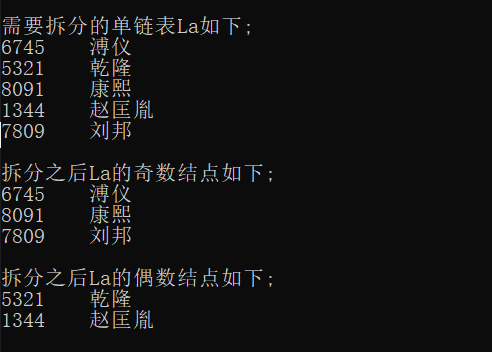 需要拆分的单链表La如下;
6745    溥仪
5321    乾隆
8091    康熙
1344    赵匡胤
7809    刘邦
拆分之后La的奇数结点如下;
6745    溥仪
8091    康熙
7809    刘邦
拆分之后La的偶数结点如下;
5321    乾隆
1344    赵匡胤